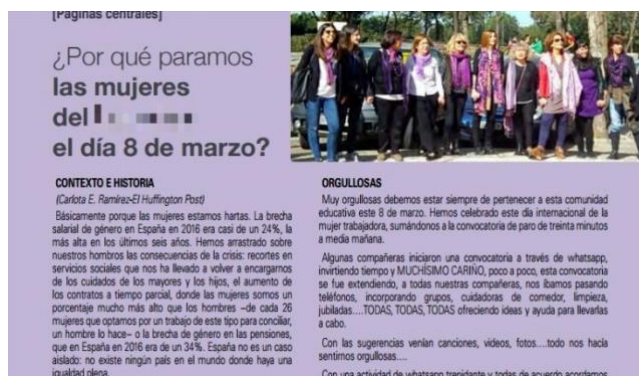 [Páginas centrales]
¿Por qué paramos
las mujeres
del
el día 8 de marzo?
CONTEXTO E HISTORIA
(Carlota E. Ramírez-El Huffington Post)
Básicamente porque las mujeres estamos hartas. La brecha
salarial de género en España en 2016 era casi de un 24%, la
más alta en los últimos seis años. Hemos arrastrado sobre
nuestros hombros las consecuencias de la crisis: recortes en
servicios sociales que nos ha llevado a volver a encargarnos
de los cuidados de los mayores y los hijos, el aumento de
los contratos a tiempo parcial, donde las mujeres somos un
porcentaje mucho más alto que los hombres –de cada 26
mujeres que optamos por un trabajo de este tipo para conciliar,
un hombre lo hace– o la brecha de género en las pensiones,
que en España en 2016 era de un 34%. España no es un caso
aislado: no existe ningún país en el mundo donde haya una
igualdad plena.
ORGULLOSAS
Muy orgullosas debemos estar siempre de pertenecer a esta comunidad
educativa este 8 de marzo. Hemos celebrado este día internacional de la
mujer trabajadora, sumándonos a la convocatoria de paro de treinta minutos
a media mañana.
Algunas compañeras iniciaron una convocatoria a través de whatsapp,
invirtiendo tiempo y MUCHÍSIMO CARIÑO, poco a poco, esta convocatoria
se fue extendiendo, a todas nuestras compañeras, nos íbamos pasando
teléfonos, incorporando grupos, cuidadoras de comedor, limpieza,
jubiladas....TODAS, TODAS, TODAS ofreciendo ideas y ayuda para llevarlas
a cabo.
Con las sugerencias venían canciones, videos, fotos....todo nos hacía
sentirnos orgullosas....
Con una actividad de whatsapp trepidante y todas de acuerdo acordamos